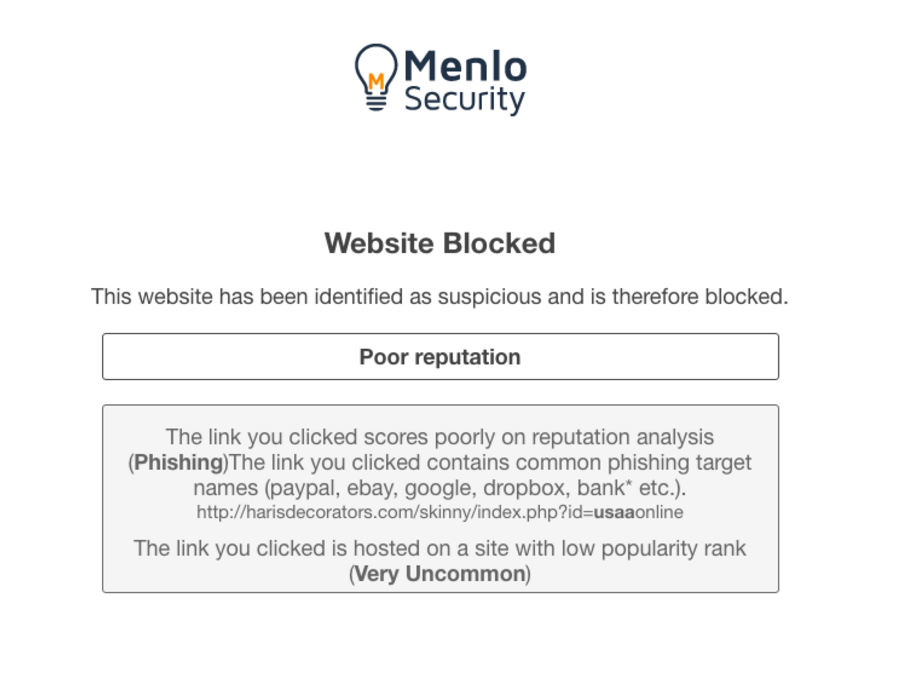 Menlo
Security
Website Blocked
This website has been identified as suspicious and is therefore blocked.
Poor reputation
The link you clicked scores poorly on reputation analysis
(Phishing)The link you clicked contains common phishing target
names (paypal, ebay, google, dropbox, bank* etc.).
http://harisdecorators.com/skinny/index.php?id=usaaonline
The link you clicked is hosted on a site with low popularity rank
(Very Uncommon)